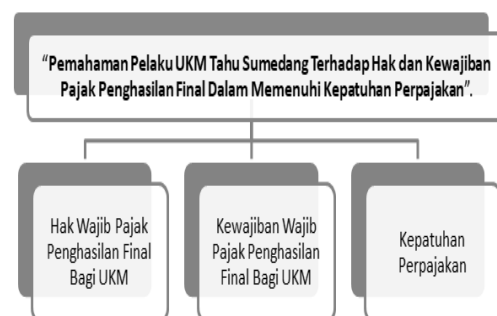 “Pemahaman Pelaku UKM Tahu Sumedang Terhadap Hak dan Kewajiban
Pajak Penghasilan Final Dalam Memenuhi Kepatuhan Perpajakan”.
Hak Wajib Pajak
Penghasilan Final
Bagi UKM
Kewajiban Wajib
Pajak Penghasilan
Final Bagi UKM
Kepatuhan
Perpajakan